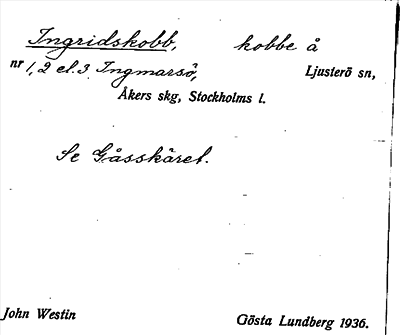 Ingridskobb, kobbe å
nr 1, 2 el. 3 Ingmarsö, Ljusterö sn,
Åkers skg, Stockholms l.
Se Gåsskäret.
John Westin Gösta Lundberg 1936.